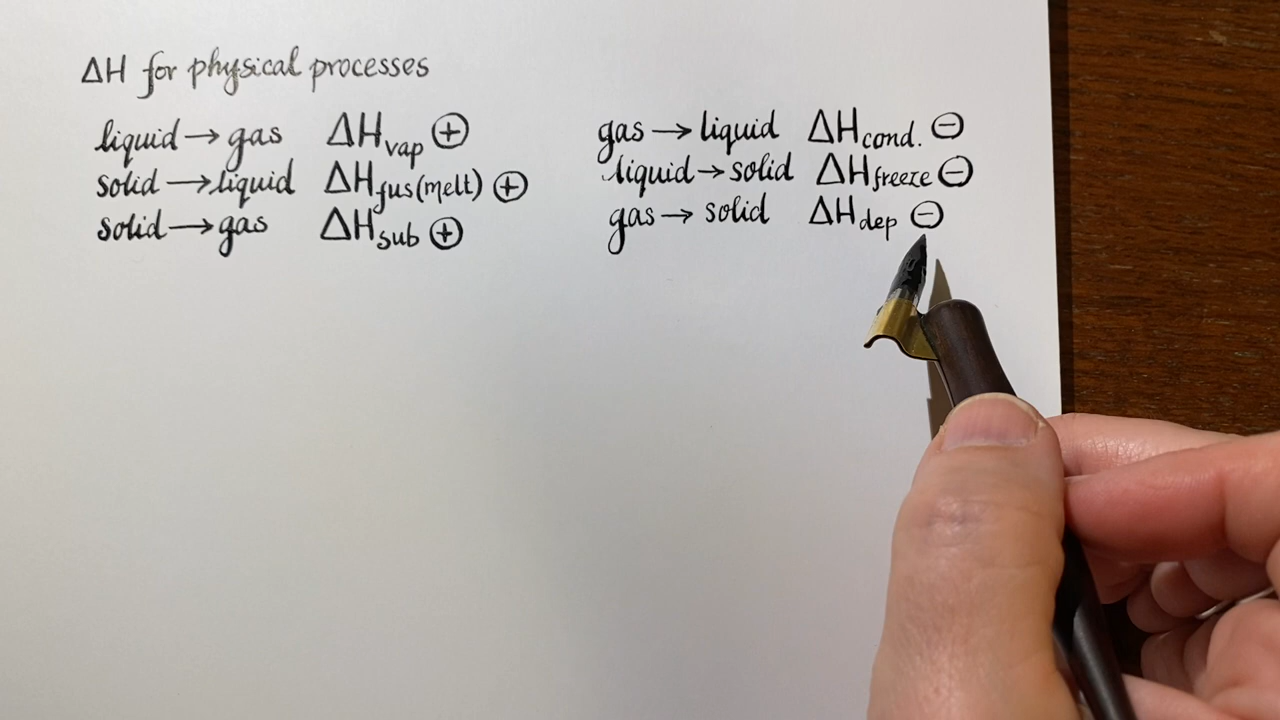 ΔH for physical processes
liquid → gas ΔHvap ⊕
solid → liquid ΔHfus(melt) ⊕
solid → gas ΔHsub ⊕
gas → liquid ΔHcond. ⊖
liquid → solid ΔHfreeze ⊖
gas → solid ΔHdep ⊖